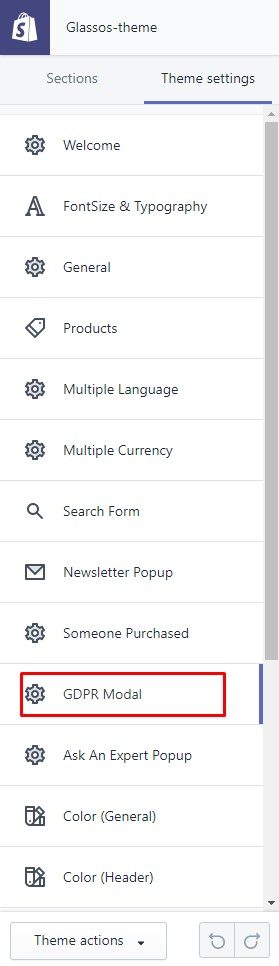 Glassos-theme
Sections
Theme settings
Welcome
FontSize & Typography
General
Products
Multiple Language
Multiple Currency
Search Form
Newsletter Popup
Someone Purchased
GDPR Modal
Ask An Expert Popup
Color (General)
Color (Header)
Theme actions